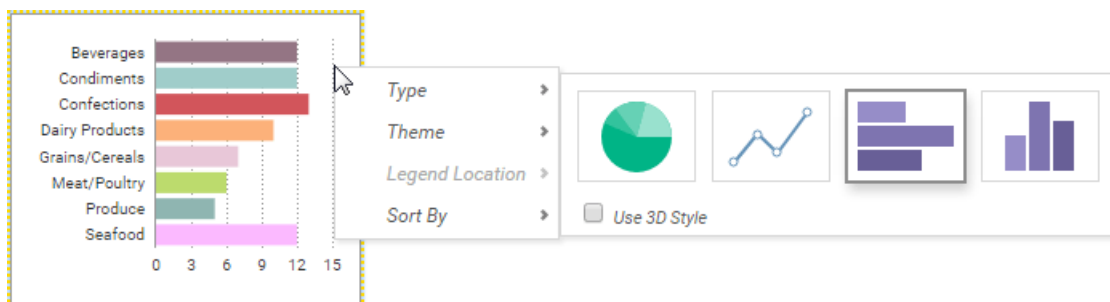 Beverages
Condiments
Confections
Dairy Products
Grains/Cereals
Meat/Poultry
Produce
Seafood
0 3 6 9 12 15
Type
Theme
Legend Location
Sort By
Use 3D Style